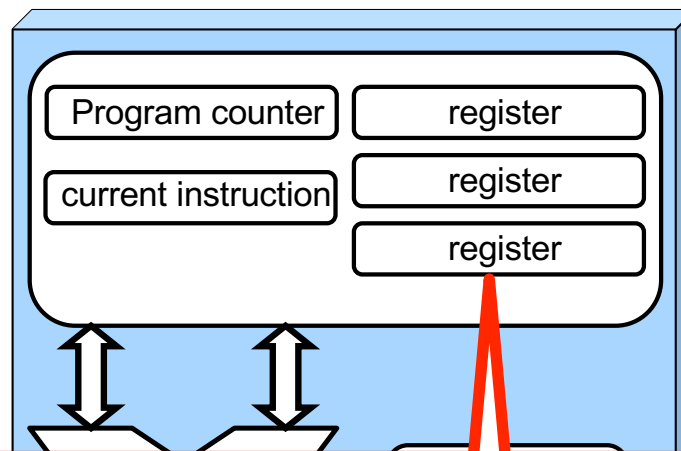 Program counter
current instruction
register
register
register